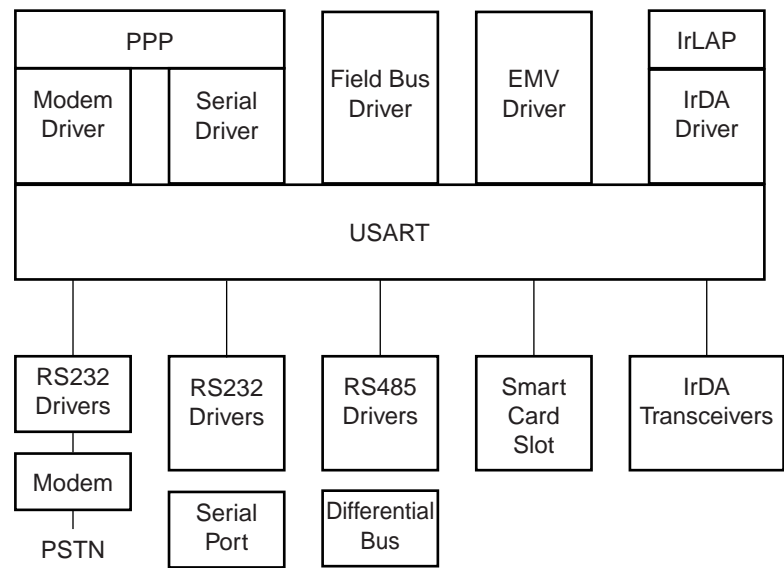 PPP
Modem
Driver
Serial
Driver
Field Bus
Driver
EMV
Driver
IrLAP
IrDA
Driver
USART
RS232
Drivers
Modem
PSTN
RS232
Drivers
Serial
Port
RS485
Drivers
Differential
Bus
Smart
Card
Slot
IrDA
Transceivers